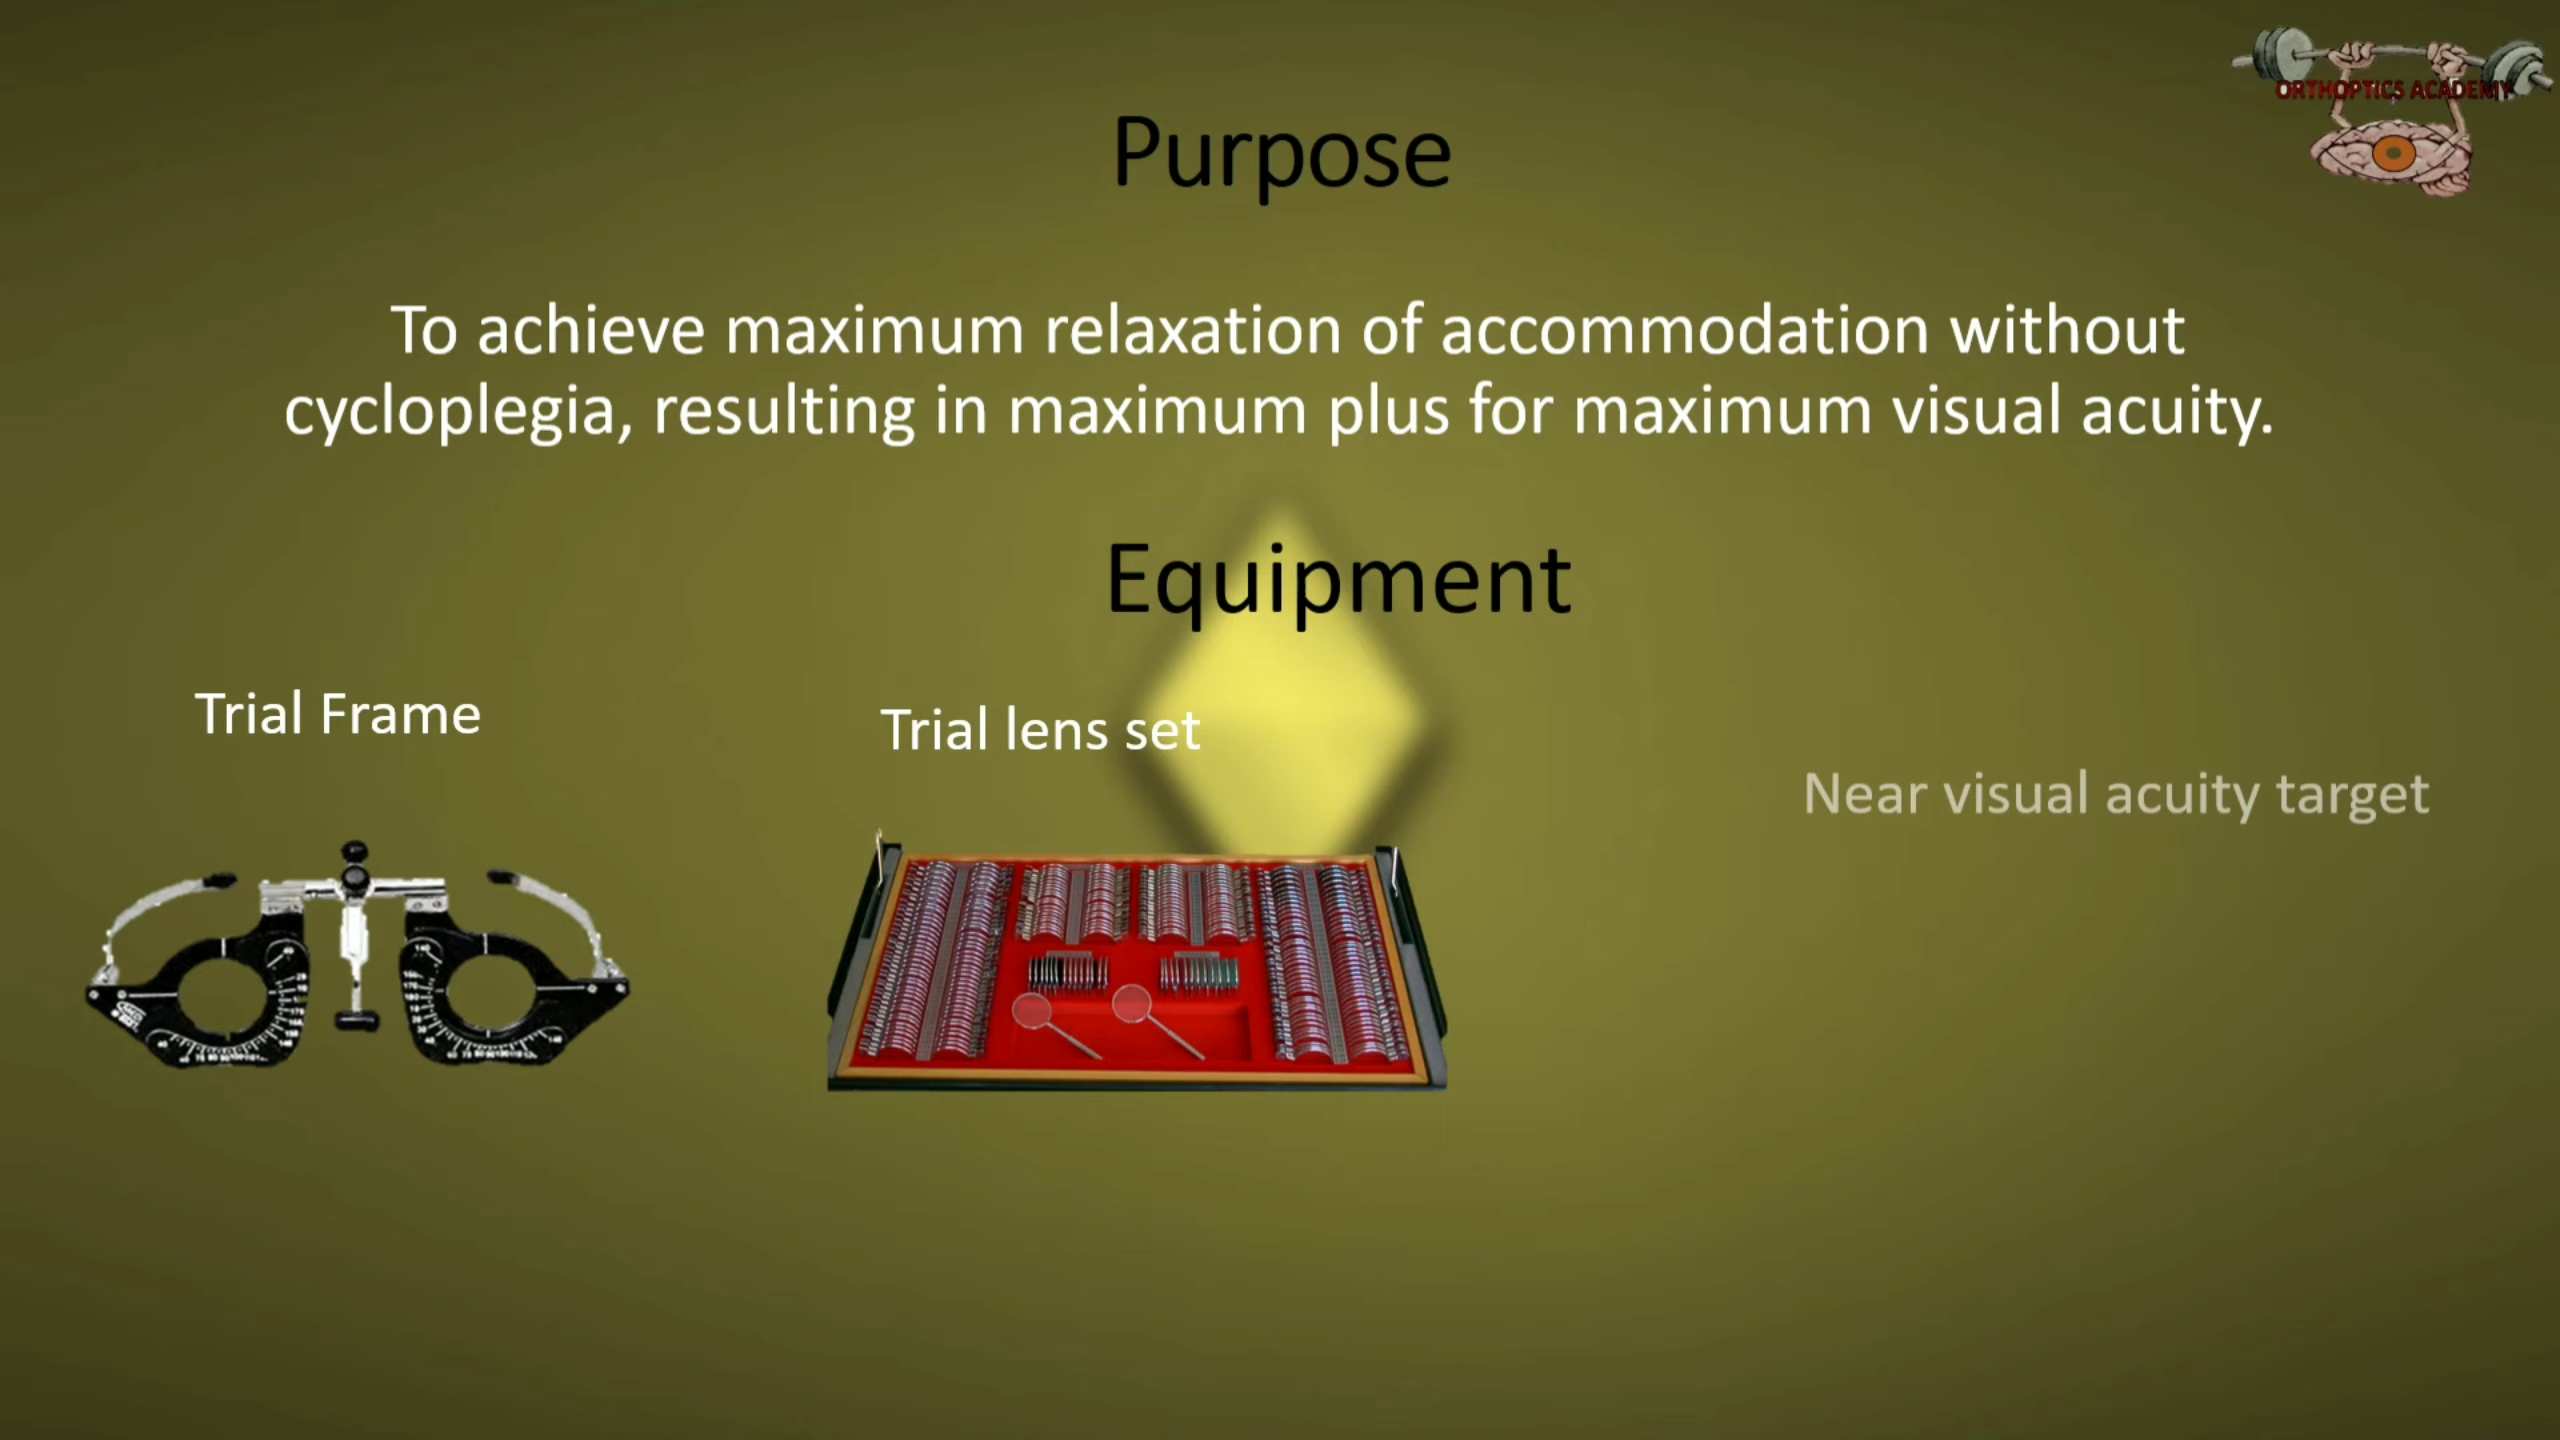 ORTHOPTICS ACADEMY
Purpose
To achieve maximum relaxation of accommodation without
cycloplegia, resulting in maximum plus for maximum visual acuity.
Equipment
Trial Frame
Trial lens set
Near visual acuity target